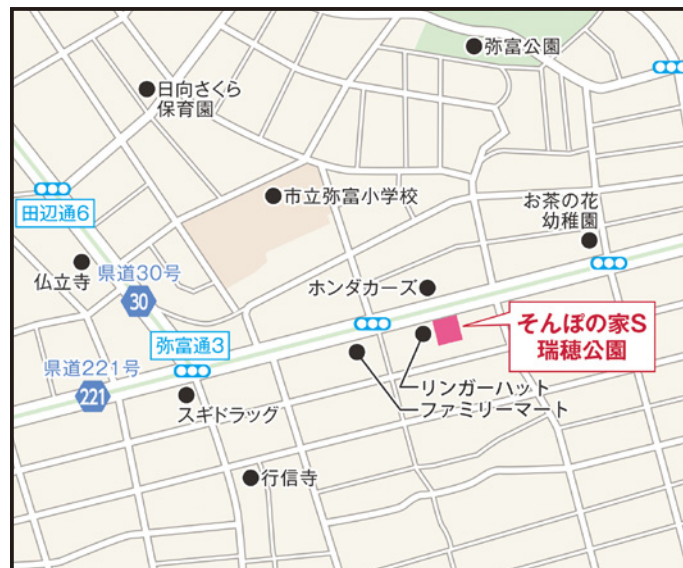 弥富公園
日向さくら
保育園
市立弥富小学校
お茶の花
幼稚園
田辺通6
仏立寺
県道30号
30
ホンダカーズ
そんぽの家S
瑞穂公園
弥富通3
県道221号
221
リンガーハット
ファミリーマート
スギドラッグ
行信寺